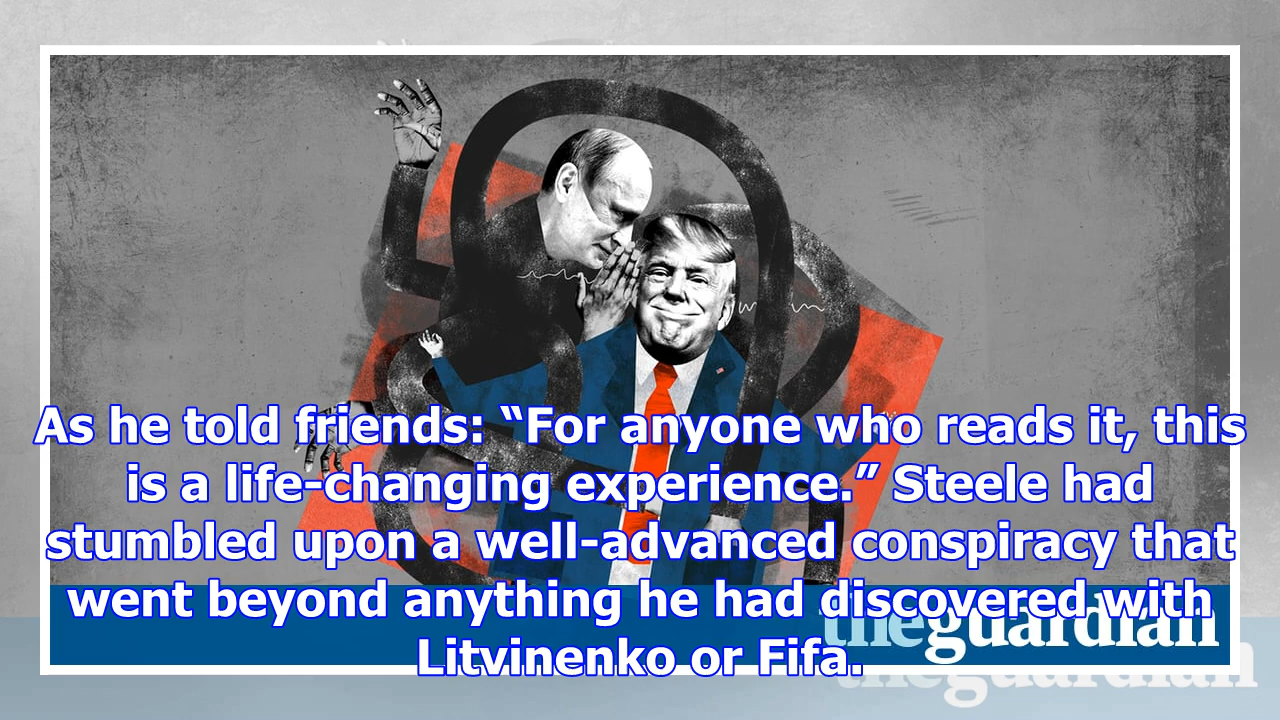 As he told friends: “For anyone who reads it, this
is a life-changing experience.” Steele had
stumbled upon a well-advanced conspiracy that
went beyond anything he had discovered with
Litvinenko or Fifa.
theguardian
theguardian